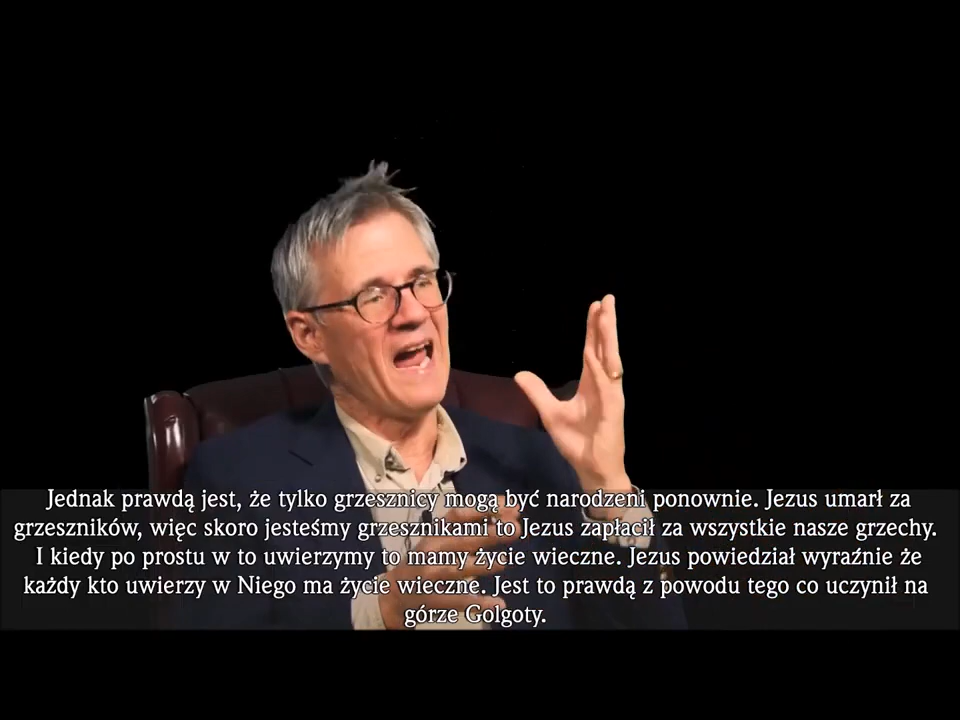 Jednak prawdą jest, że tylko grzesznicy mogą być narodzeni ponownie. Jezus umarł za
grzeszników, więc skoro jesteśmy grzesznikami to Jezus zapłacił za wszystkie nasze grzechy.
I kiedy po prostu w to uwierzymy to mamy życie wieczne. Jezus powiedział wyraźnie że
każdy kto uwierzy w Niego ma życie wieczne. Jest to prawdą z powodu tego co uczynił na
górze Golgoty.